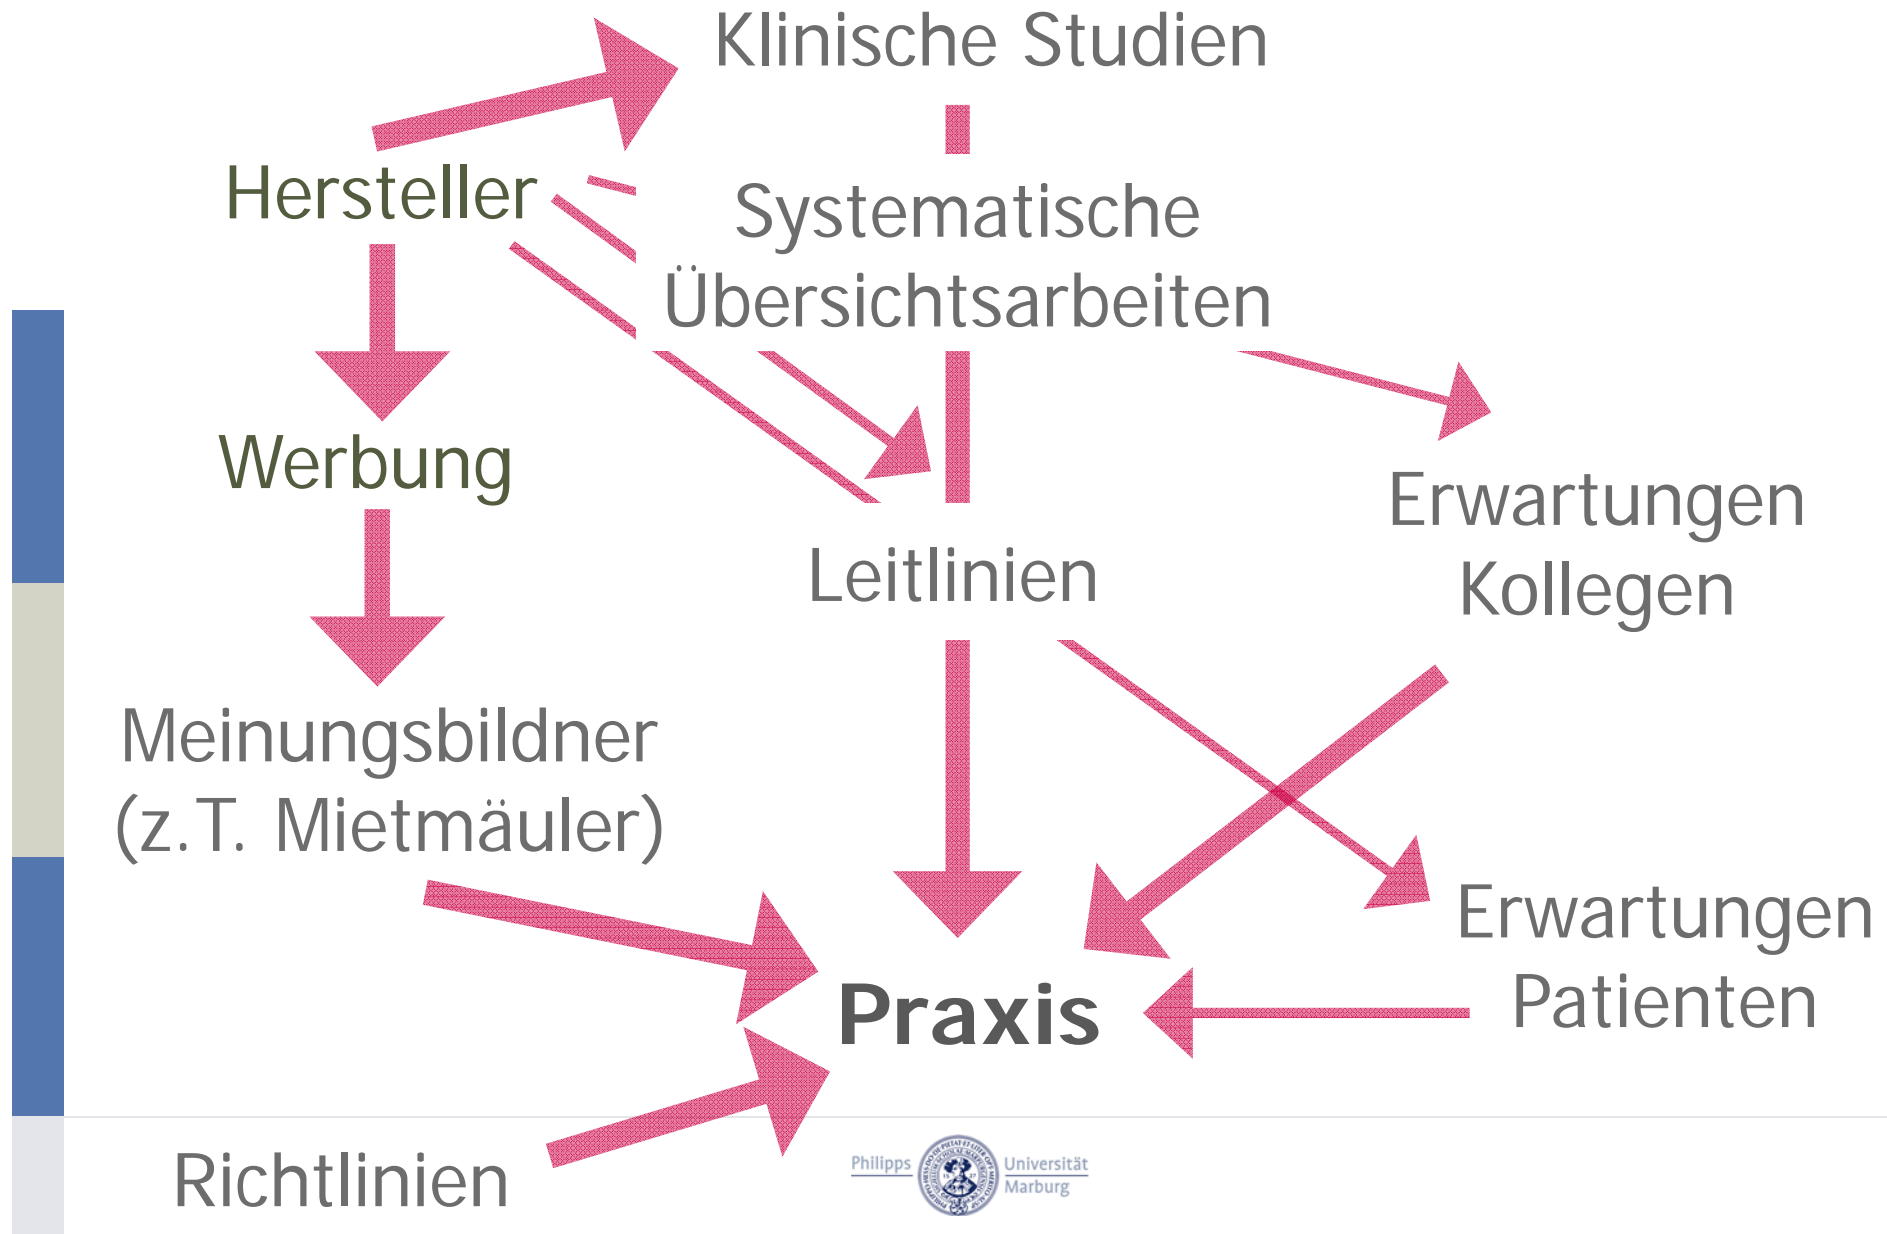 Klinische Studien
Hersteller
Systematische
Übersichtsarbeiten
Werbung
Erwartungen
Kollegen
Leitlinien
Meinungsbildner
(z.T. Mietmäuler)
Erwartungen
Patienten
Praxis
Richtlinien
Philipps
Universität
Marburg